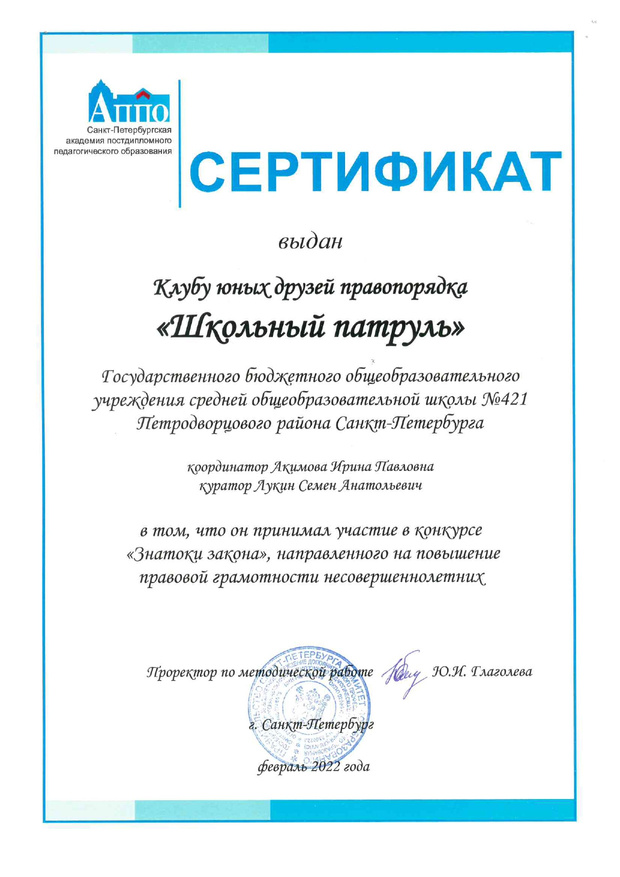 АППО
Санкт-Петербургская
академия постдипломного
педагогического образования
СЕРТИФИКАТ
выдан
Клубу юных друзей правопорядка
«Школьный патруль»
Государственного бюджетного общеобразовательного
учреждения средней общеобразовательной школы №421
Петродворцового района Санкт-Петербурга
координатор Акимова Ирина Павловна
куратор Лукин Семен Анатольевич
в том, что он принимал участие в конкурсе
«Знатоки закона», направленного на повышение
правовой грамотности несовершеннолетних
Проректор по методической работе Ю.И. Глаголева
г. Санкт-Петербург
февраль 2022 года